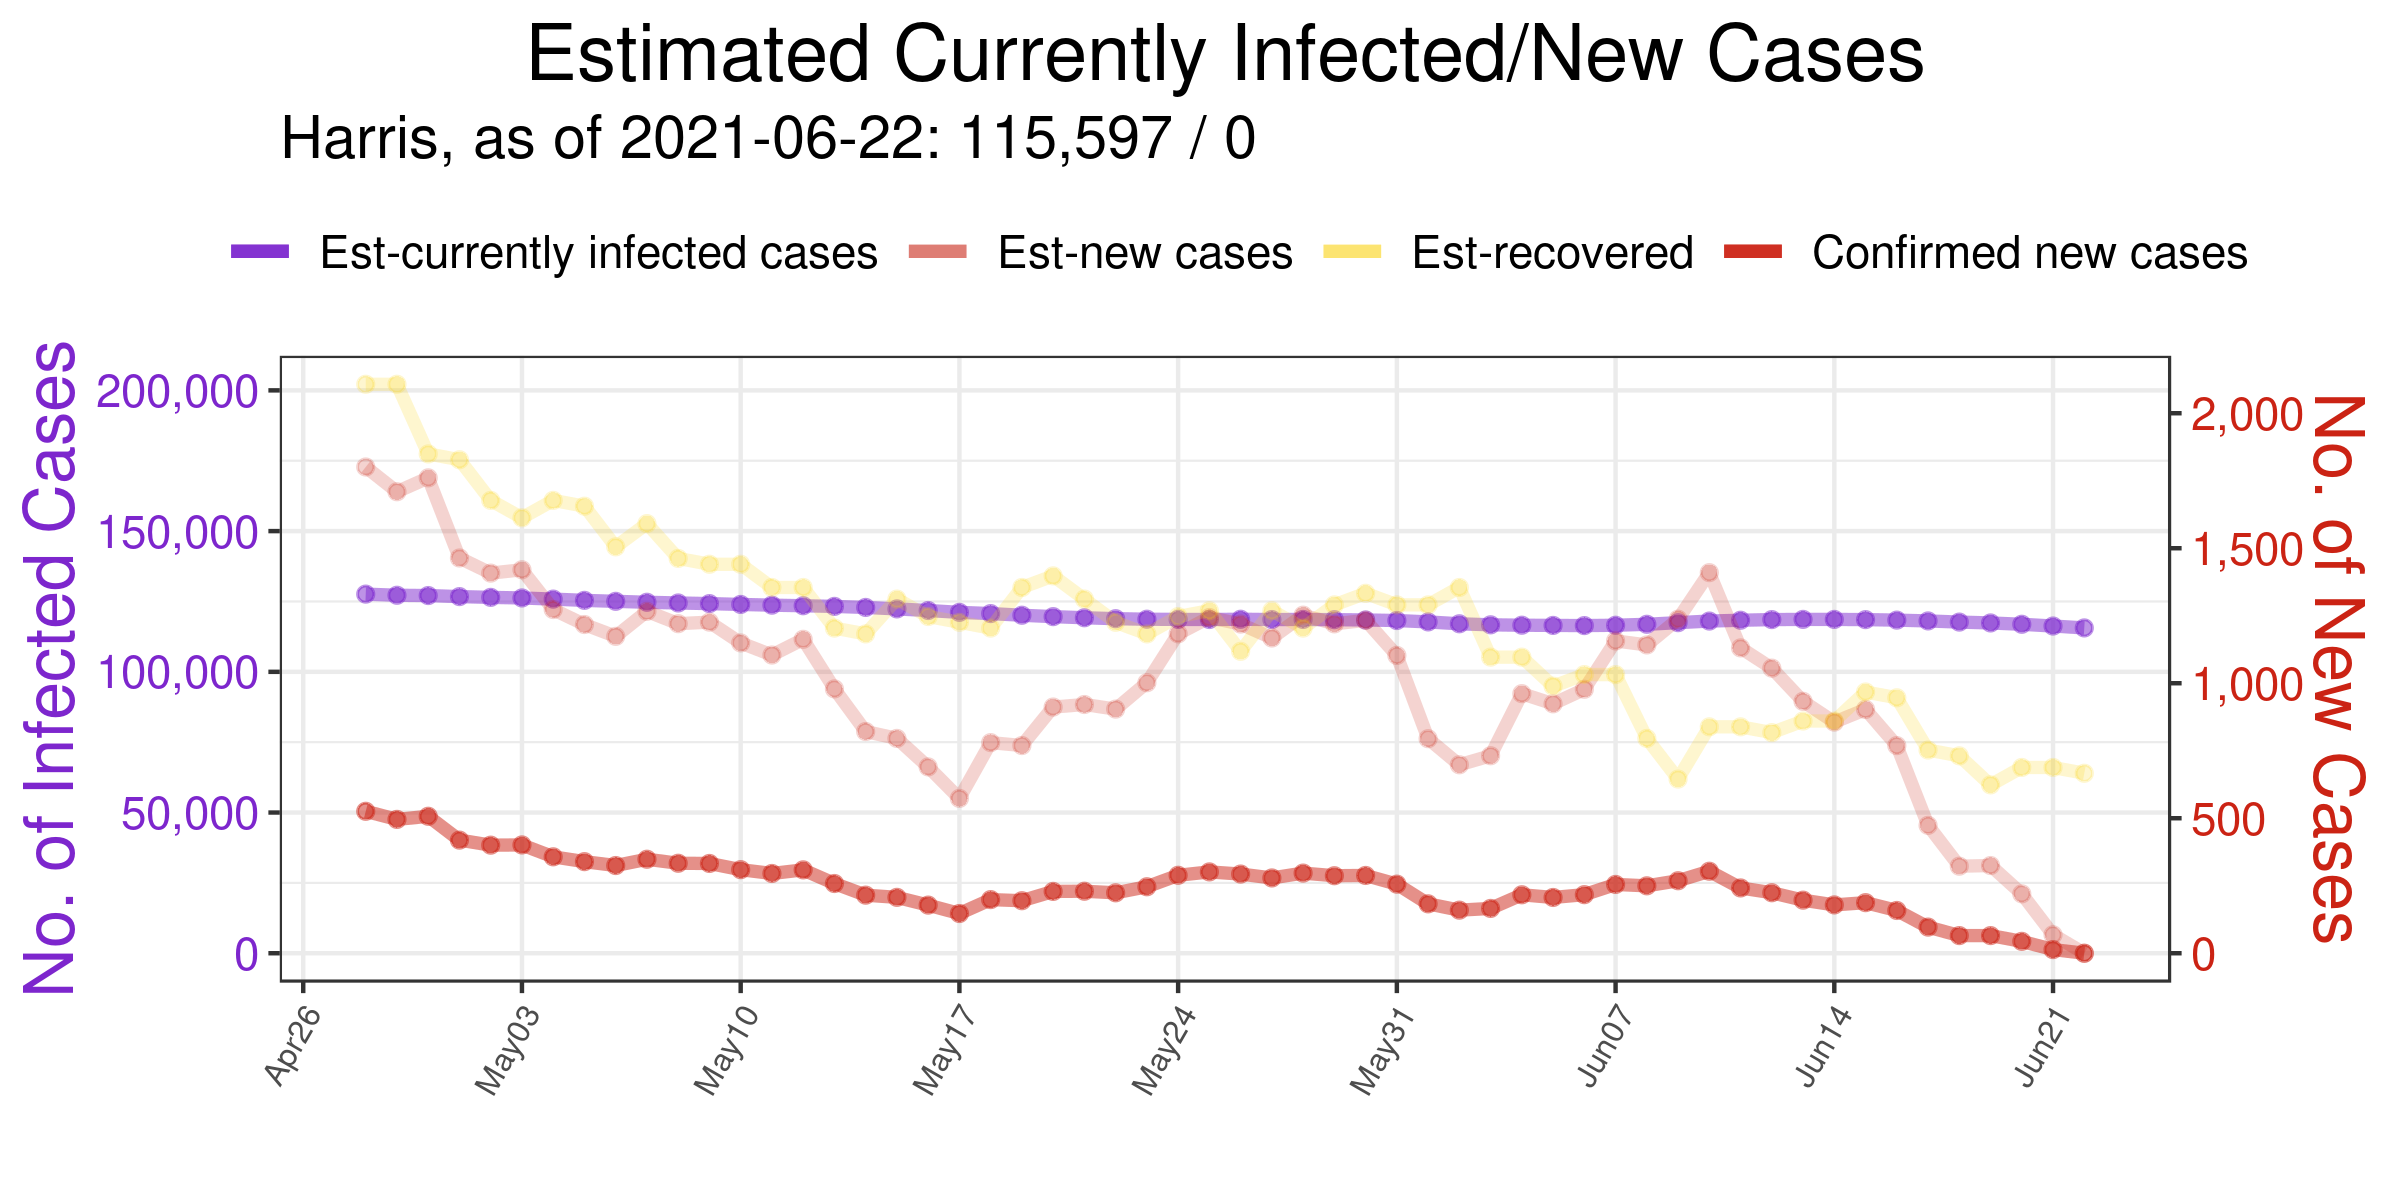 Estimated Currently Infected/New Cases
Harris, as of 2021-06-22: 115,597 / 0
Est-currently infected cases Est-new cases Est-recovered Confirmed new cases
No. of Infected Cases
200,000
150,000
100,000
50,000
0
2,000
1,500
1,000
500
0
No. of New Cases
Apr26 May03 May10 May17 May24 May31 Jun07 Jun14 Jun21